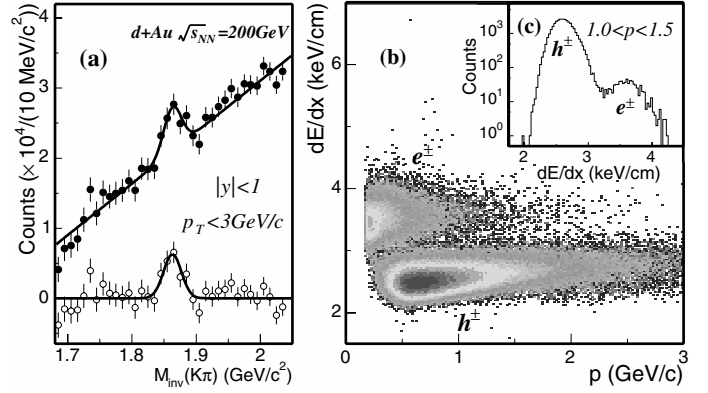 d+Au √s_NN=200GeV
(a)
|y|<1
p_T<3GeV/c
Counts (×10⁴/(10 MeV/c²)
4
3
2
1
0
1.7 1.8 1.9 2
M_inv(Kπ) (GeV/c²)
(b)
e±
h±
dE/dx (keV/cm)
6
4
2
0 1 2 3
p (GeV/c)
(c) 1.0<p<1.5
h±
e±
Counts
10³
10²
10¹
10⁰
2 3 4
dE/dx (keV/cm)